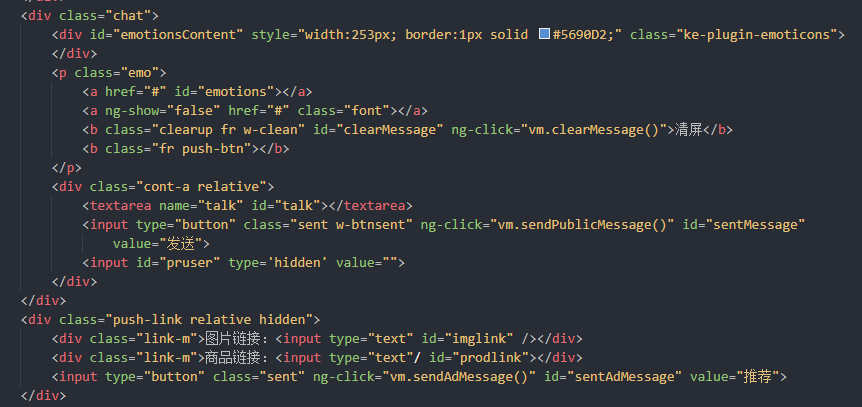 <div class="chat">
<div id="emotionsContent" style="width:253px; border:1px solid #5690D2;" class="ke-plugin-emoticons">
</div>
<p class="emo">
<a href="#" id="emotions"></a>
<a ng-show="false" href="#" class="font"></a>
<b class="clearup fr w-clean" id="clearMessage" ng-click="vm.clearMessage()">清屏</b>
<b class="fr push-btn"></b>
</p>
<div class="cont-a relative">
<textarea name="talk" id="talk"></textarea>
<input type="button" class="sent w-btnsent" ng-click="vm.sendPublicMessage()" id="sentMessage"
value="发送">
<input id="pruser" type='hidden' value="">
</div>
</div>
<div class="push-link relative hidden">
<div class="link-m">图片链接：<input type="text" id="imglink" /></div>
<div class="link-m">商品链接：<input type="text"/ id="prodlink"></div>
<input type="button" class="sent" ng-click="vm.sendAdMessage()" id="sentAdMessage" value="推荐">
</div>